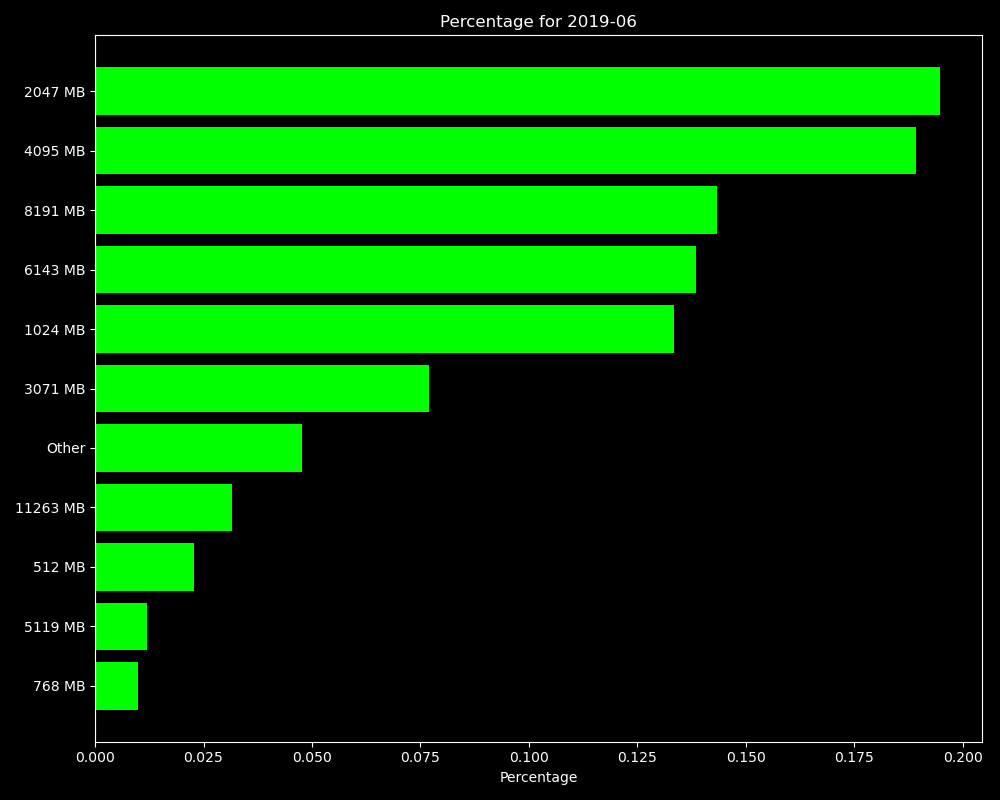 Percentage for 2019-06
2047 MB
4095 MB
8191 MB
6143 MB
1024 MB
3071 MB
Other
11263 MB
512 MB
5119 MB
768 MB
0.000 0.025 0.050 0.075 0.100 0.125 0.150 0.175 0.200
Percentage